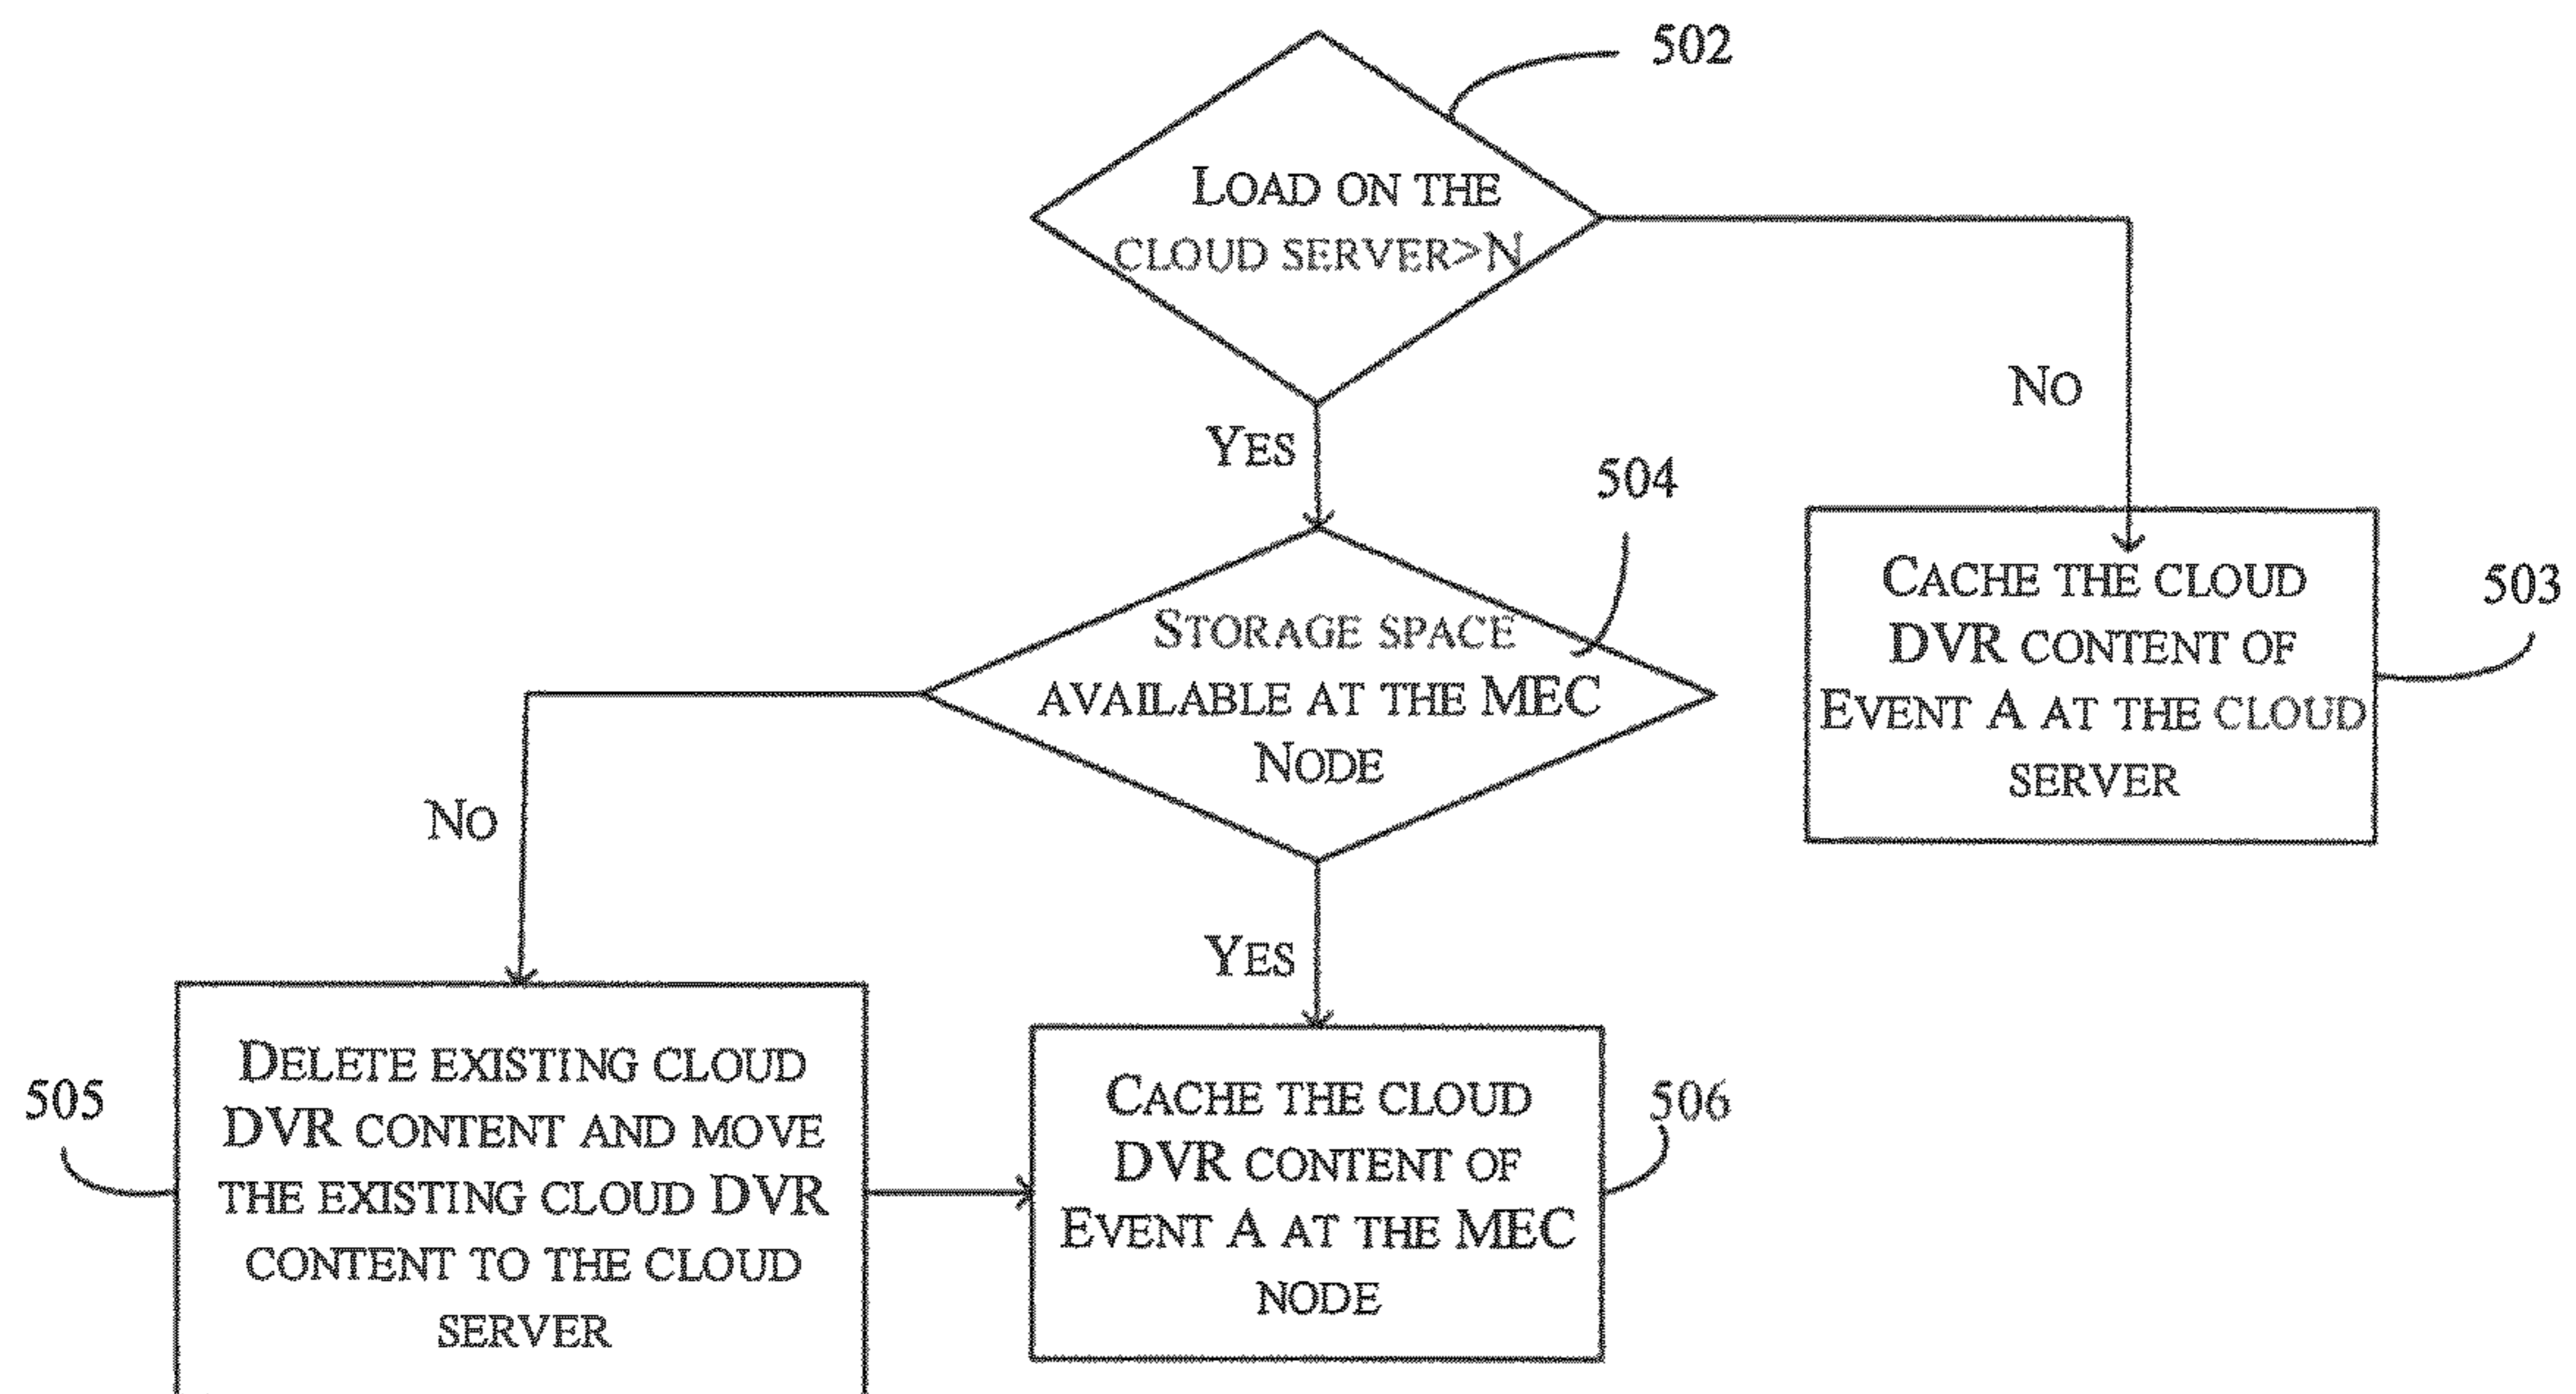 502
LOAD ON THE
CLOUD SERVER>N
NO
YES
504
STORAGE SPACE
AVAILABLE AT THE MEC
NODE
CACHE THE CLOUD
DVR CONTENT OF
EVENT A AT THE CLOUD
SERVER
503
NO
YES
505
DELETE EXISTING CLOUD
DVR CONTENT AND MOVE
THE EXISTING CLOUD DVR
CONTENT TO THE CLOUD
SERVER
CACHE THE CLOUD
DVR CONTENT OF
EVENT A AT THE MEC
NODE
506